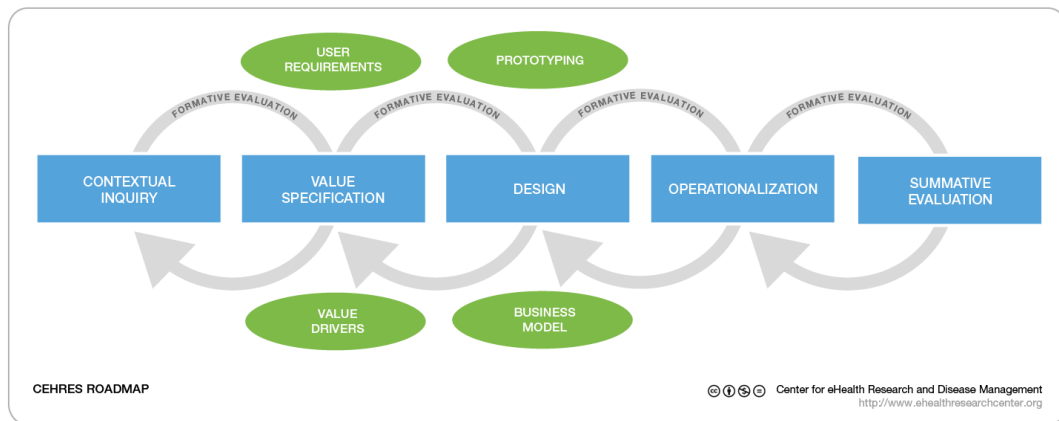 USER
REQUIREMENTS
PROTOTYPING
FORMATIVE EVALUATION
FORMATIVE EVALUATION
FORMATIVE EVALUATION
FORMATIVE EVALUATION
CONTEXTUAL
INQUIRY
VALUE
SPECIFICATION
DESIGN
OPERATIONALIZATION
SUMMATIVE
EVALUATION
VALUE
DRIVERS
BUSINESS
MODEL
CEHRES ROADMAP
Center for eHealth Research and Disease Management
http://www.ehealthresearchcenter.org